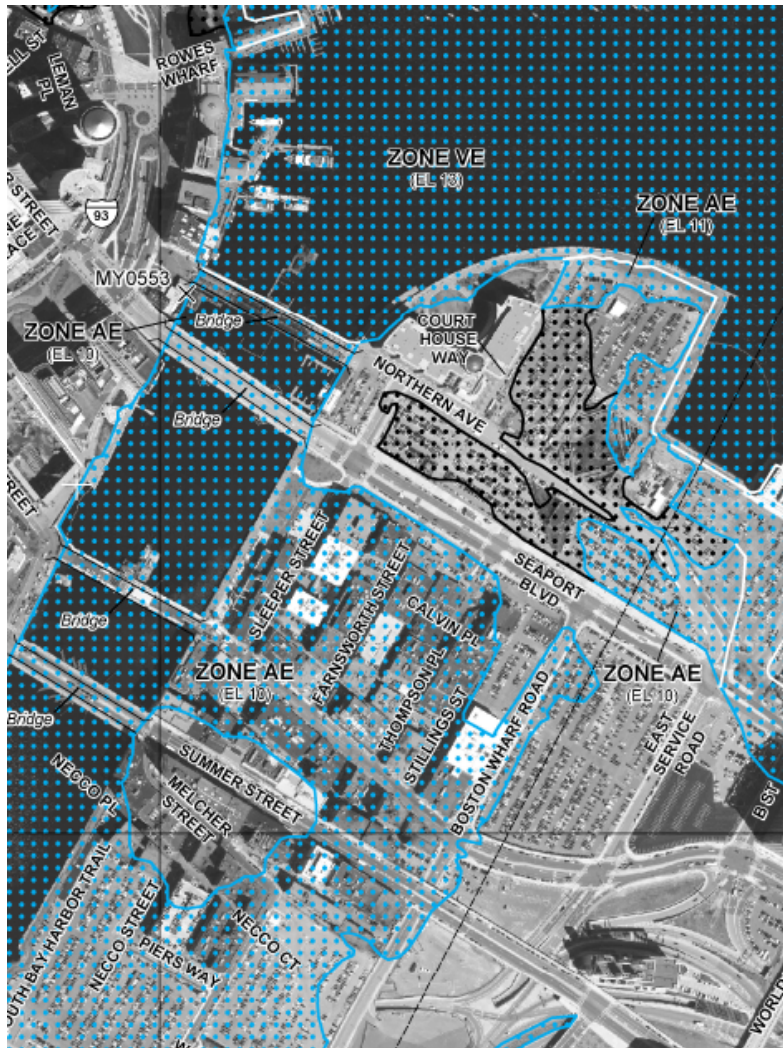 ROWES
WHARF
LEMAN
PL
93
ZONE VE
(EL 13)
ZONE AE
(EL 11)
MY0553
ZONE AE
(EL 10)
Bridge
COURT
HOUSE
WAY
NORTHERN AVE
Bridge
SEAPORT
BLVD
SLEEPER STREET
FARNSWORTH STREET
CALVIN PL
THOMPSON PL
STILLINGS ST
BOSTON WHARF ROAD
Bridge
ZONE AE
(EL 10)
ZONE AE
(EL 10)
EAST
SERVICE
ROAD
B ST
Bridge
SUMMER STREET
MELCHER
STREET
NECCO PL
NECCO STREET
NECCO CT
PIERS WAY
OUTH BAY HARBOR TRAIL
WORLD